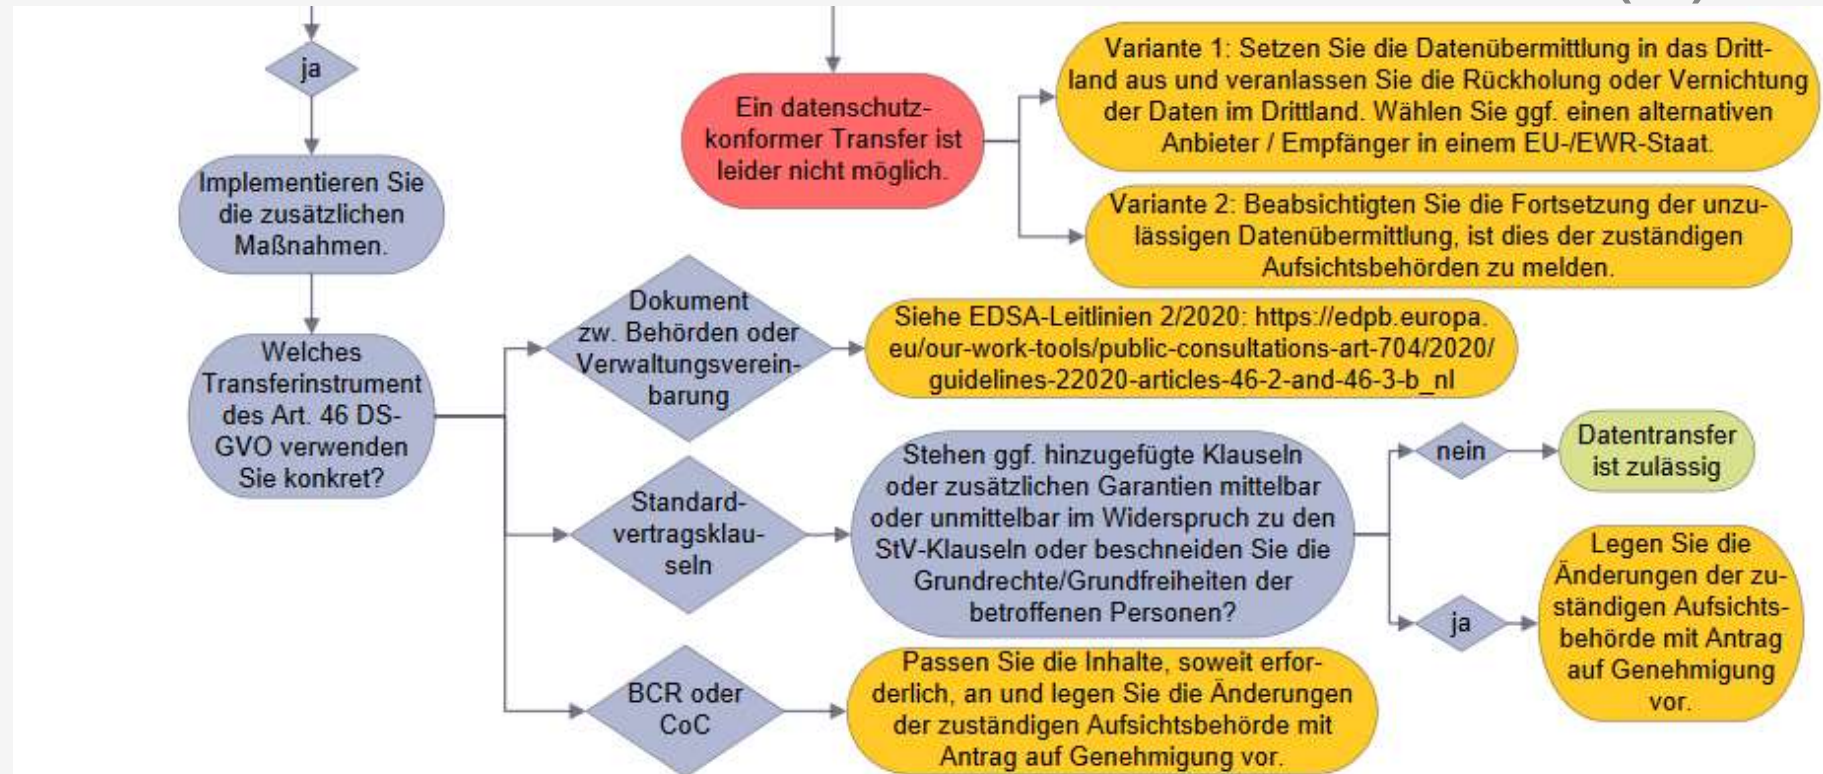 ja
Implementieren Sie
die zusätzlichen
Maßnahmen.
Welches
Transferinstrument
des Art. 46 DS-
GVO verwenden
Sie konkret?
Ein datenschutz-
konformer Transfer ist
leider nicht möglich.
Variante 1: Setzen Sie die Datenübermittlung in das Dritt-
land aus und veranlassen Sie die Rückholung oder Vernichtung
der Daten im Drittland. Wählen Sie ggf. einen alternativen
Anbieter / Empfänger in einem EU-/EWR-Staat.
Variante 2: Beabsichtigten Sie die Fortsetzung der unzu-
lässigen Datenübermittlung, ist dies der zuständigen
Aufsichtsbehörden zu melden.
Dokument
zw. Behörden oder
Verwaltungsverein-
barung
Siehe EDSA-Leitlinien 2/2020: https://edpb.europa.
eu/our-work-tools/public-consultations-art-704/2020/
guidelines-22020-articles-46-2-and-46-3-b_nl
Standard-
vertragsklau-
seln
Stehen ggf. hinzugefügte Klauseln
oder zusätzlichen Garantien mittelbar
oder unmittelbar im Widerspruch zu den
StV-Klauseln oder beschneiden Sie die
Grundrechte/Grundfreiheiten der
betroffenen Personen?
nein
Datentransfer
ist zulässig
ja
Legen Sie die
Änderungen der zu-
ständigen Aufsichts-
behörde mit Antrag
auf Genehmigung
vor.
BCR oder
CoC
Passen Sie die Inhalte, soweit erfor-
derlich, an und legen Sie die Änderungen
der zuständigen Aufsichtsbehörde mit
Antrag auf Genehmigung vor.